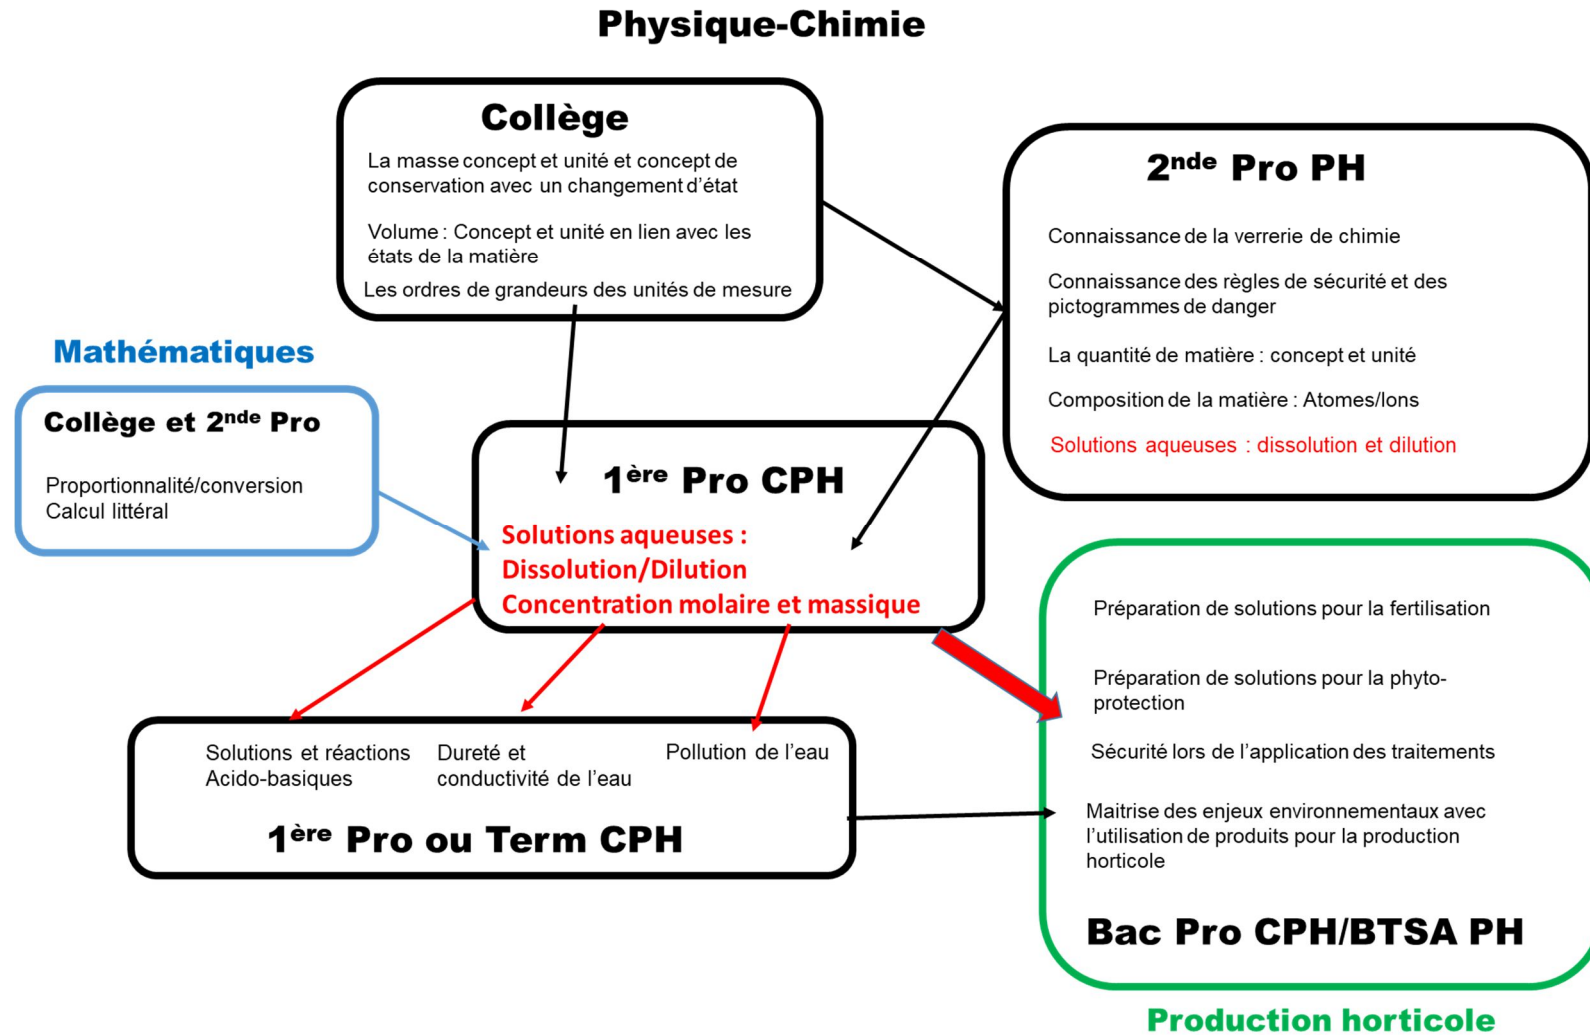 Physique-Chimie
Collège
La masse concept et unité et concept de
conservation avec un changement d'état
Volume : Concept et unité en lien avec les
états de la matière
Les ordres de grandeurs des unités de mesure
2nde Pro PH
Connaissance de la verrerie de chimie
Connaissance des règles de sécurité et des
pictogrammes de danger
La quantité de matière : concept et unité
Composition de la matière : Atomes/Ions
Solutions aqueuses : dissolution et dilution
Mathématiques
Collège et 2nde Pro
Proportionnalité/conversion
Calcul littéral
1ère Pro CPH
Solutions aqueuses :
Dissolution/Dilution
Concentration molaire et massique
Solutions et réactions
Acido-basiques
Dureté et
conductivité de l'eau
Pollution de l'eau
1ère Pro ou Term CPH
Préparation de solutions pour la fertilisation
Préparation de solutions pour la phyto-
protection
Sécurité lors de l'application des traitements
Maitrise des enjeux environnementaux avec
l'utilisation de produits pour la production
horticole
Bac Pro CPH/BTSA PH
Production horticole